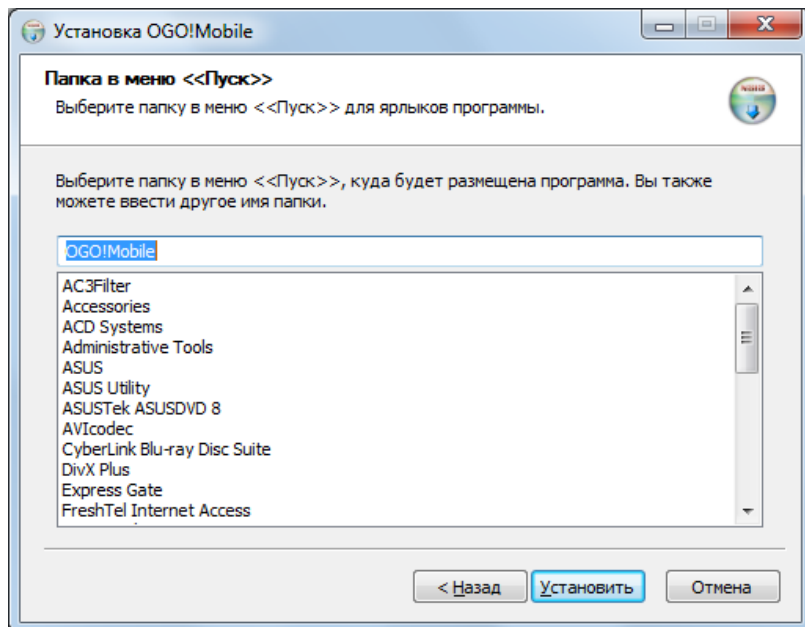 Установка OGO!Mobile
Папка в меню <<Пуск>>
Выберите папку в меню <<Пуск>> для ярлыков программы.
Выберите папку в меню <<Пуск>>, куда будет размещена программа. Вы также
можете ввести другое имя папки.
OGO!Mobile
AC3Filter
Accessories
ACD Systems
Administrative Tools
ASUS
ASUS Utility
ASUSTek ASUSDVD 8
AVIcodec
CyberLink Blu-ray Disc Suite
DivX Plus
Express Gate
FreshTel Internet Access
< Назад
Установить
Отмена